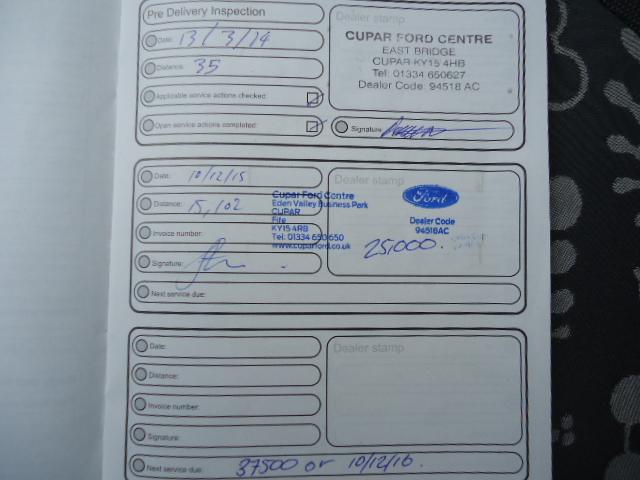 Pre Delivery Inspection
Date: 13/3/14
Distance: 35
Applicable service actions checked:
Open service actions completed:
Dealer stamp
CUPAR FORD CENTRE
EAST BRIDGE
CUPAR KY15 4HB
Tel: 01334 650627
Dealer Code: 94518 AC
Signature
Date: 10/12/15
Distance: 15,102
Invoice number:
Signature:
Next service due:
Cupar Ford Centre
Eden Valley Business Park
CUPAR
Fife
KY15 4RB
Tel: 01334 650 650
www.cuparford.co.uk
Dealer stamp
Ford
Dealer Code
94518AC
25,000.
Date:
Distance:
Invoice number:
Signature:
Dealer stamp
Next service due: 37500 or 10/12/16.